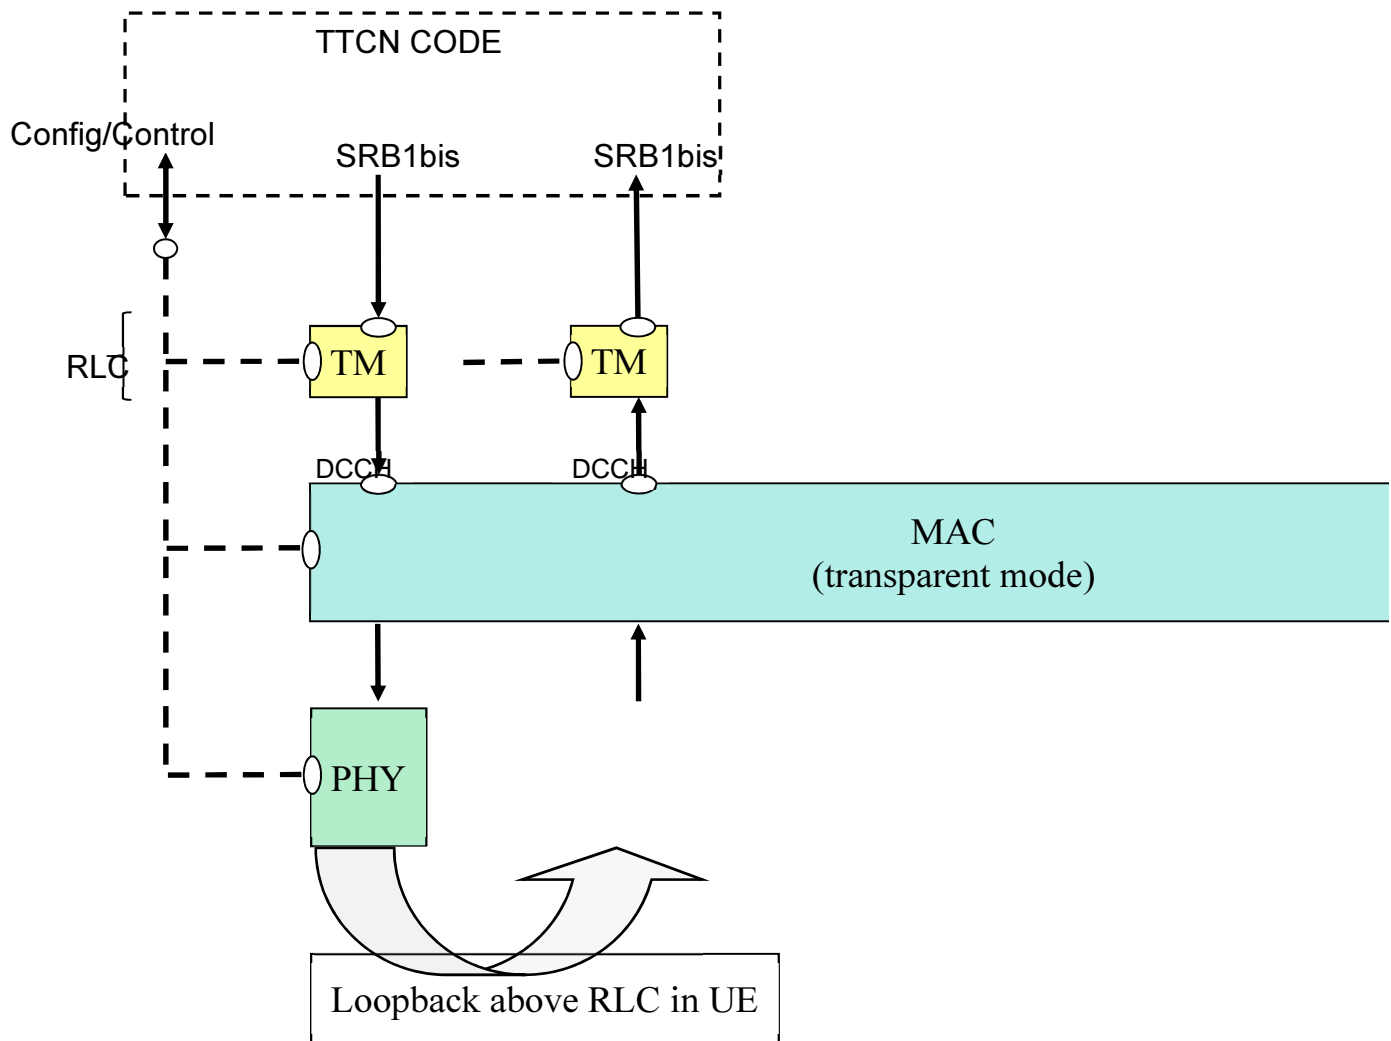 TTCN CODE
Config/Control
SRB1bis
SRB1bis
RLC
TM
TM
DCCH
DCCH
MAC
(transparent mode)
PHY
Loopback above RLC in UE